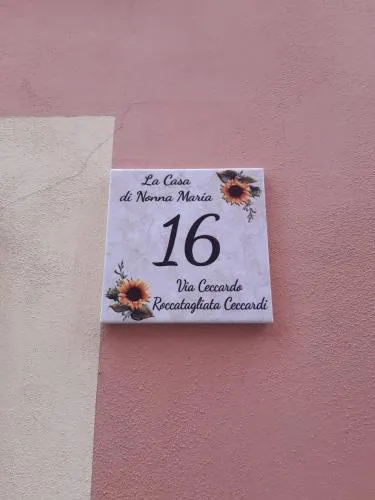 La Casa
di Nonna Maria
16
Via Ceccardo
Roccatagliata Ceccardi